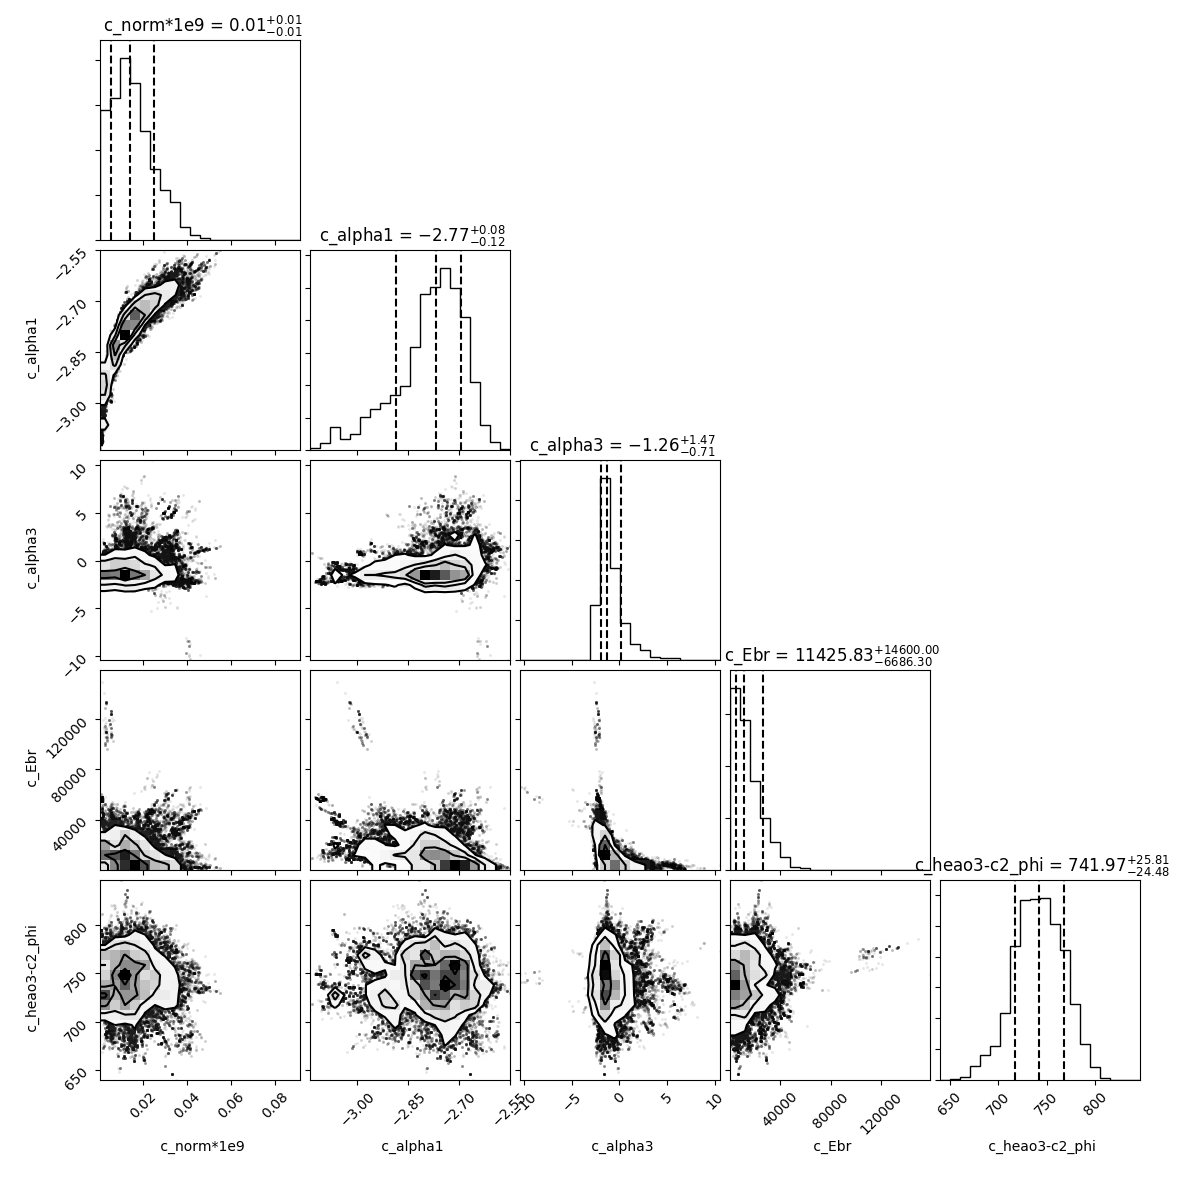 c_norm*1e9 = 0.01+0.01−0.01
c_alpha1 = −2.77+0.08−0.12
−2.55
−2.70
−2.85
−3.00
c_alpha1
c_alpha3 = −1.26+1.47−0.71
10
5
0
−5
−10
c_alpha3
c_Ebr = 11425.83+14600.00−6686.30
120000
80000
40000
c_Ebr
c_heao3-c2_phi = 741.97+25.81−24.48
800
750
700
650
c_heao3-c2_phi
0.02 0.04 0.06 0.08
−3.00 −2.85 −2.70 −2.55
−10 −5 0 5 10
40000 80000 120000
650 700 750 800
c_norm*1e9 c_alpha1 c_alpha3 c_Ebr c_heao3-c2_phi